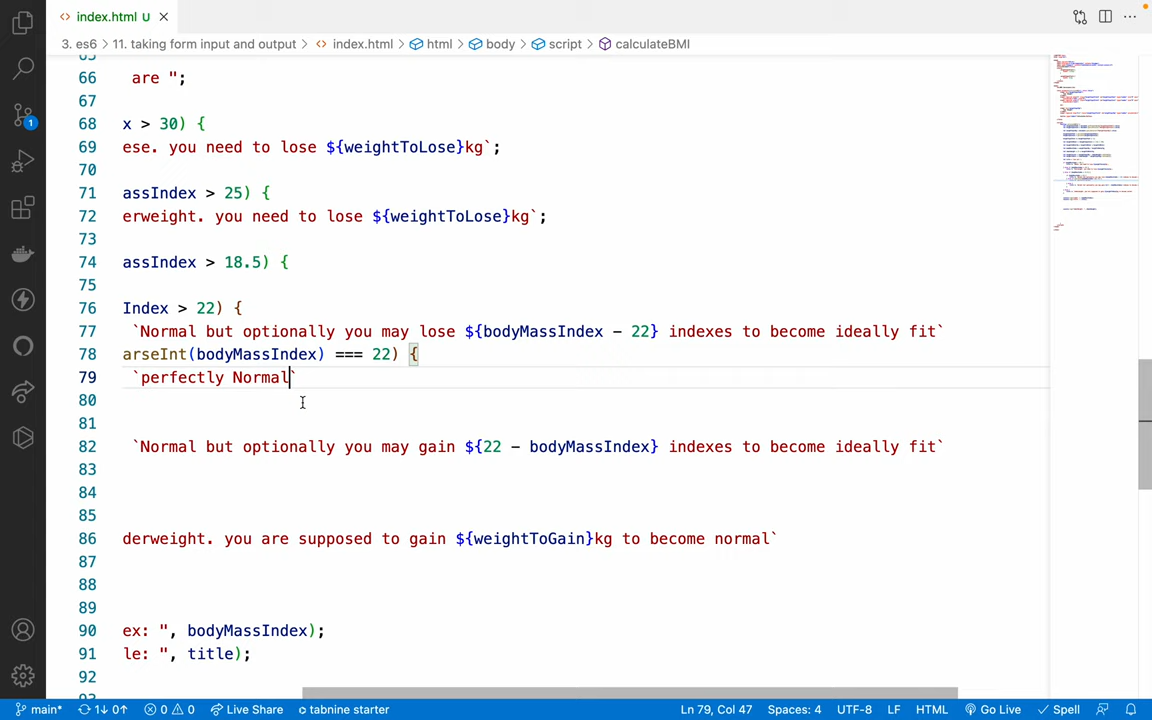 index.html U
3. es6 > 11. taking form input and output > index.html > html > body > script > calculateBMI
66 are ";
67
68 x > 30) {
69 ese. you need to lose ${weightToLose}kg`;
70
71 assIndex > 25) {
72 erweight. you need to lose ${weightToLose}kg`;
73
74 assIndex > 18.5) {
75
76 Index > 22) {
77 `Normal but optionally you may lose ${bodyMassIndex - 22} indexes to become ideally fit`
78 arseInt(bodyMassIndex) === 22) {
79 `perfectly Normal`
80
81
82 `Normal but optionally you may gain ${22 - bodyMassIndex} indexes to become ideally fit`
83
84
85
86 derweight. you are supposed to gain ${weightToGain}kg to become normal`
87
88
89
90 ex: ", bodyMassIndex);
91 le: ", title);
92
1
main* 1↓ 0↑ 0 0 Live Share tabnine starter Ln 79, Col 47 Spaces: 4 UTF-8 LF HTML Go Live Spell